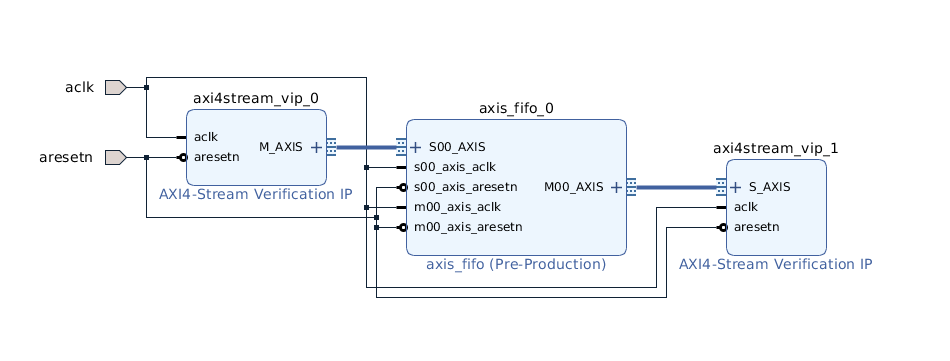 aclk
aresetn
axi4stream_vip_0
aclk
aresetn
M_AXIS
AXI4-Stream Verification IP
axis_fifo_0
S00_AXIS
s00_axis_aclk
s00_axis_aresetn
m00_axis_aclk
m00_axis_aresetn
M00_AXIS
axis_fifo (Pre-Production)
axi4stream_vip_1
S_AXIS
aclk
aresetn
AXI4-Stream Verification IP